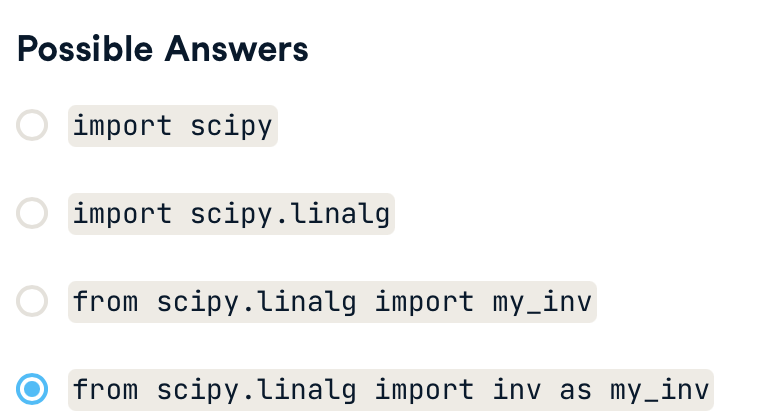 Possible Answers
import scipy
import scipy.linalg
from scipy.linalg import my_inv
from scipy.linalg import inv as my_inv